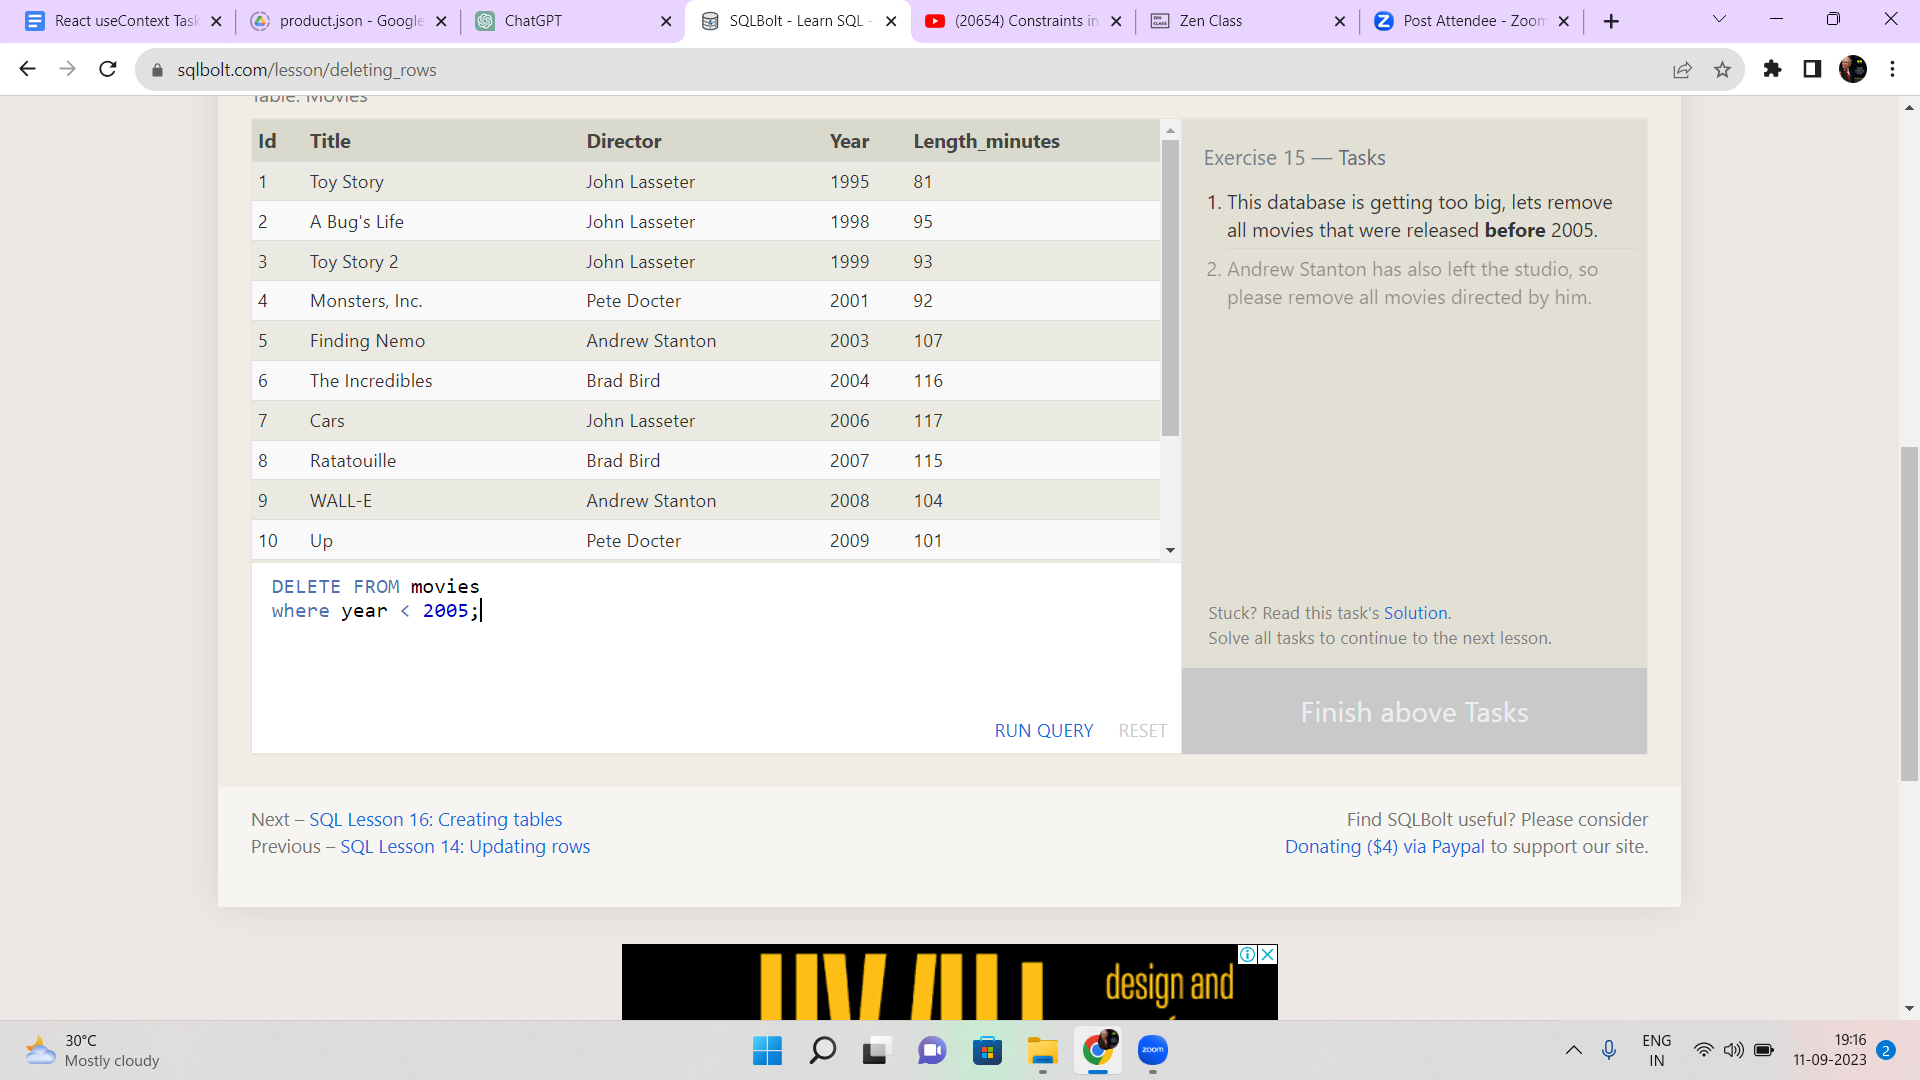 React useContext Task
product.json - Google
ChatGPT
SQLBolt - Learn SQL -
(20654) Constraints in
Zen Class
Post Attendee - Zoom
sqlbolt.com/lesson/deleting_rows
Table: Movies
Id Title Director Year Length_minutes
1 Toy Story John Lasseter 1995 81
2 A Bug's Life John Lasseter 1998 95
3 Toy Story 2 John Lasseter 1999 93
4 Monsters, Inc. Pete Docter 2001 92
5 Finding Nemo Andrew Stanton 2003 107
6 The Incredibles Brad Bird 2004 116
7 Cars John Lasseter 2006 117
8 Ratatouille Brad Bird 2007 115
9 WALL-E Andrew Stanton 2008 104
10 Up Pete Docter 2009 101
DELETE FROM movies
where year < 2005;
RUN QUERY RESET
Exercise 15 — Tasks
1. This database is getting too big, lets remove
all movies that were released before 2005.
2. Andrew Stanton has also left the studio, so
please remove all movies directed by him.
Stuck? Read this task's Solution.
Solve all tasks to continue to the next lesson.
Finish above Tasks
Next – SQL Lesson 16: Creating tables
Previous – SQL Lesson 14: Updating rows
Find SQLBolt useful? Please consider
Donating ($4) via Paypal to support our site.
design and
30°C
Mostly cloudy
zoom
ENG
IN
19:16
11-09-2023
2